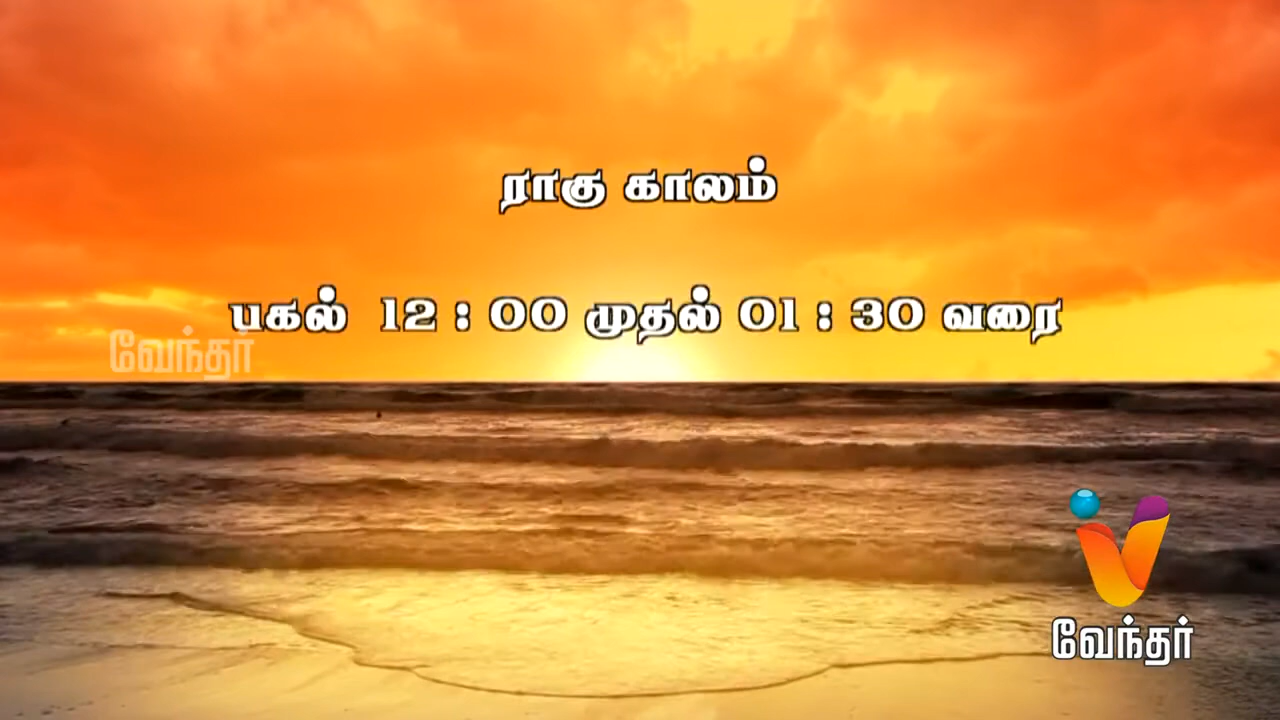 ராகு காலம்
பகல் 12 : 00 முதல் 01 : 30 வரை
வேந்தர்
வேந்தர்